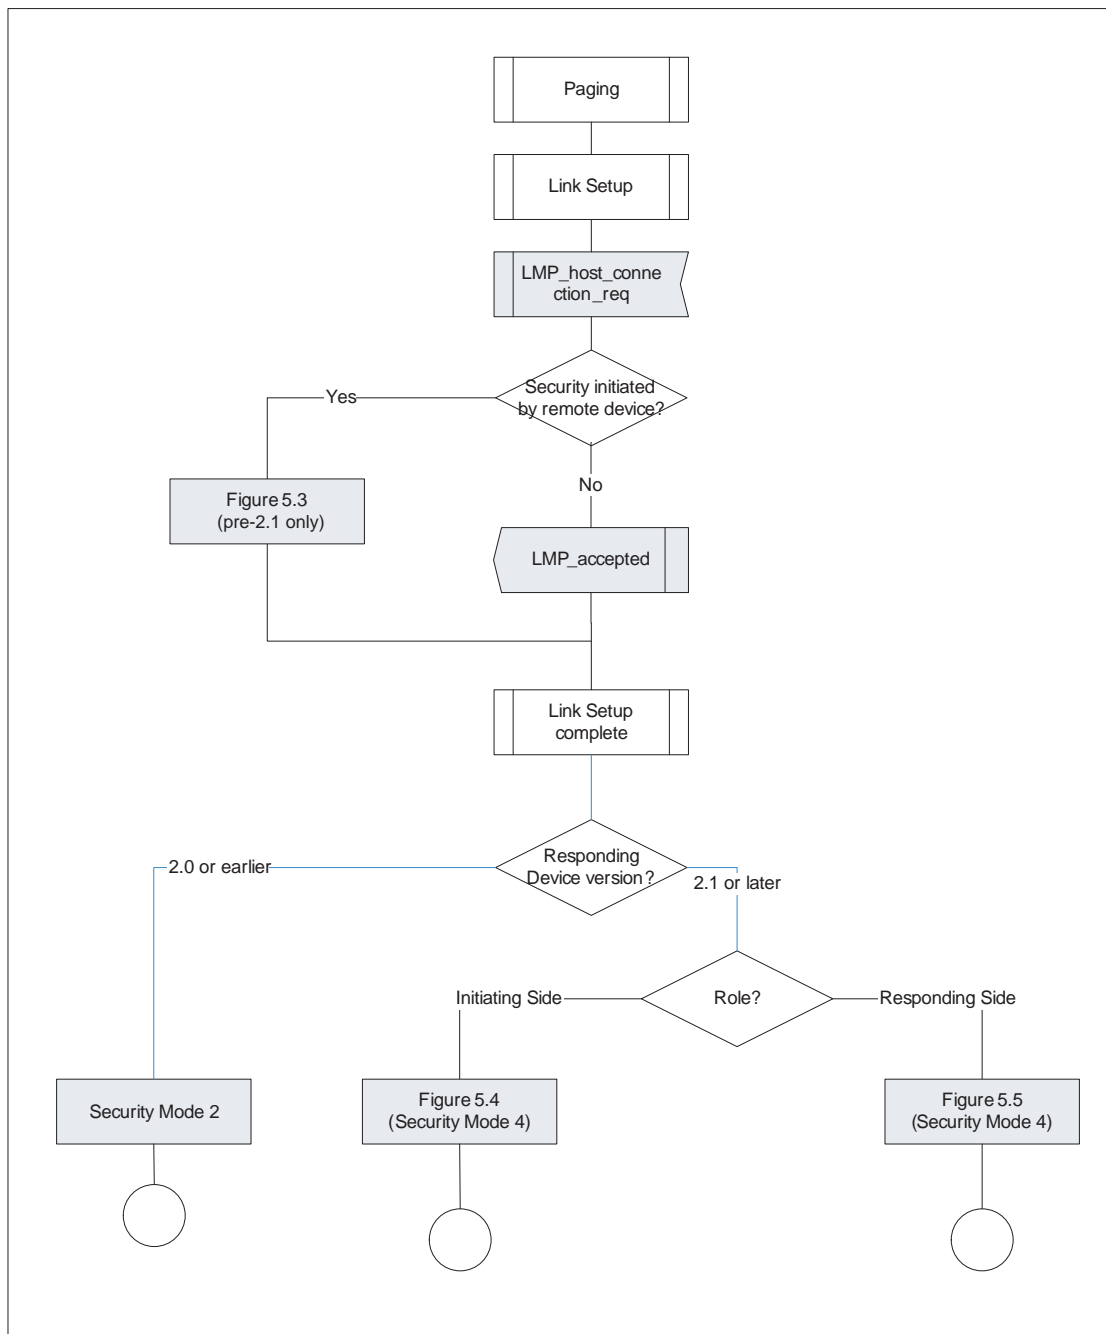 Paging
Link Setup
LMP_host_conne
ction_req
Security initiated
by remote device?
Yes
No
Figure 5.3
(pre-2.1 only)
LMP_accepted
Link Setup
complete
Responding
Device version?
2.0 or earlier
2.1 or later
Role?
Initiating Side
Responding Side
Security Mode 2
Figure 5.4
(Security Mode 4)
Figure 5.5
(Security Mode 4)